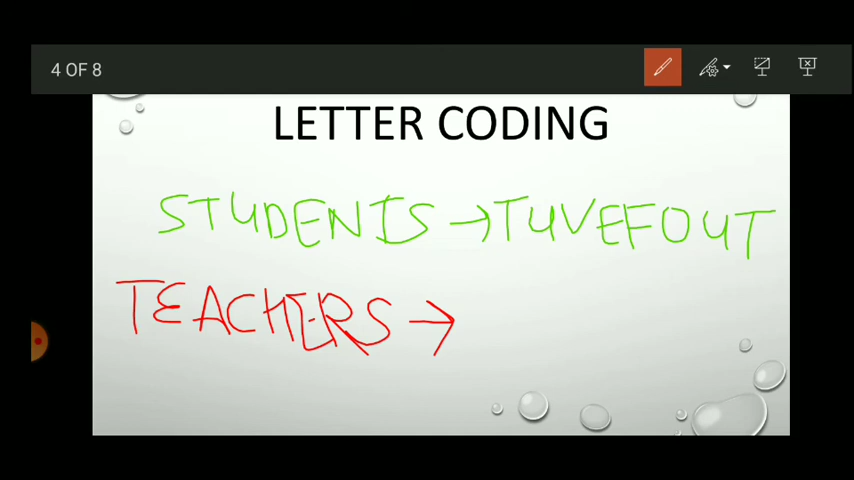 4 OF 8
LETTER CODING
STUDENTS → TUVEFOUT
TEACHERS →